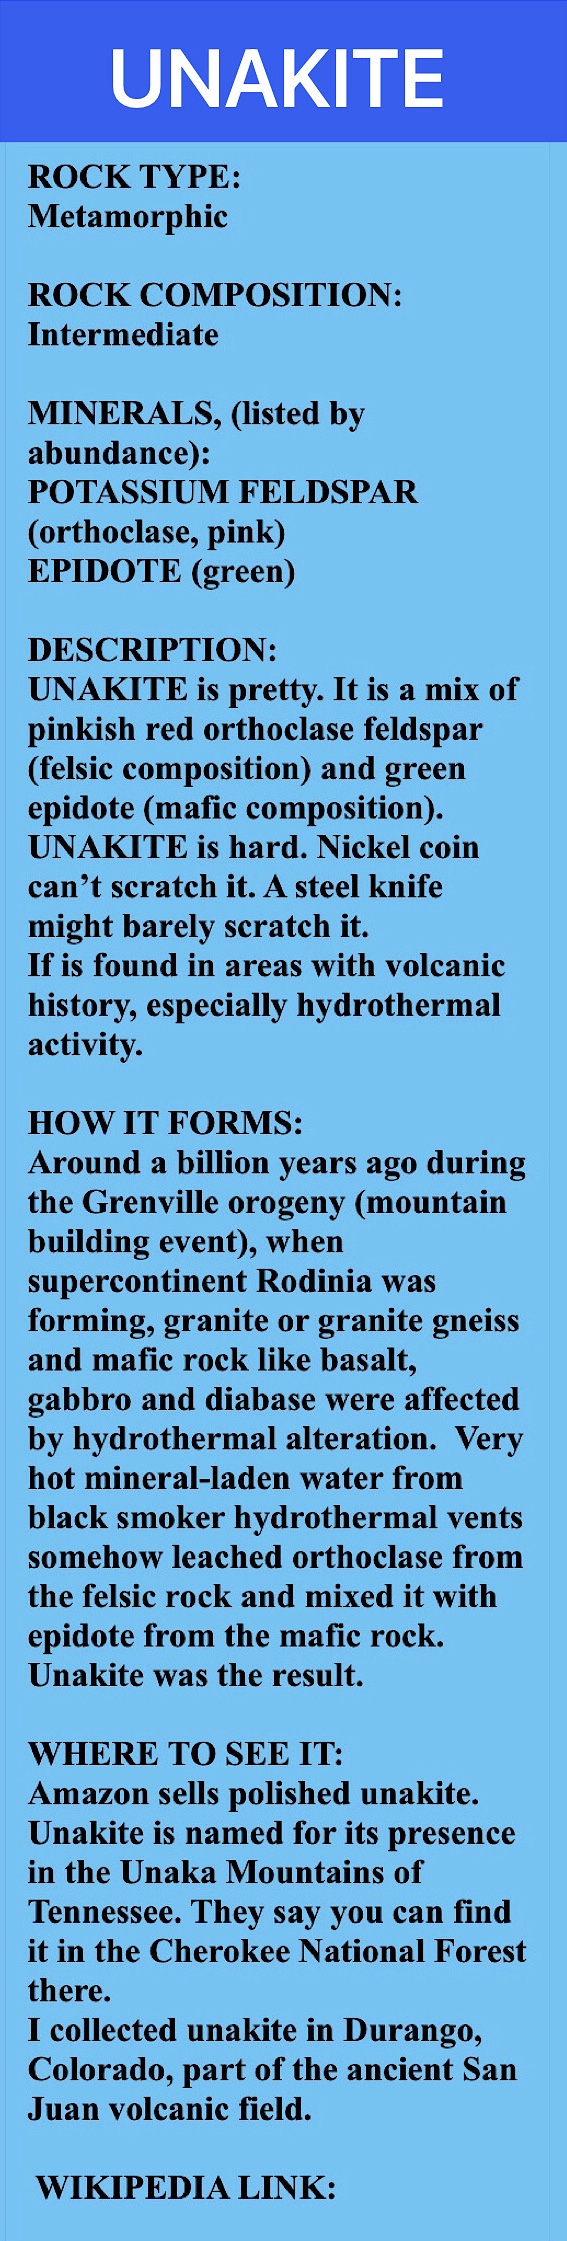 UNAKITE
ROCK TYPE:
Metamorphic
ROCK COMPOSITION:
Intermediate
MINERALS, (listed by
abundance):
POTASSIUM FELDSPAR
(orthoclase, pink)
EPIDOTE (green)
DESCRIPTION:
UNAKITE is pretty. It is a mix of
pinkish red orthoclase feldspar
(felsic composition) and green
epidote (mafic composition).
UNAKITE is hard. Nickel coin
can’t scratch it. A steel knife
might barely scratch it.
If is found in areas with volcanic
history, especially hydrothermal
activity.
HOW IT FORMS:
Around a billion years ago during
the Grenville orogeny (mountain
building event), when
supercontinent Rodinia was
forming, granite or granite gneiss
and mafic rock like basalt,
gabbro and diabase were affected
by hydrothermal alteration.  Very
hot mineral-laden water from
black smoker hydrothermal vents
somehow leached orthoclase from
the felsic rock and mixed it with
epidote from the mafic rock.
Unakite was the result.
WHERE TO SEE IT:
Amazon sells polished unakite.
Unakite is named for its presence
in the Unaka Mountains of
Tennessee. They say you can find
it in the Cherokee National Forest
there.
I collected unakite in Durango,
Colorado, part of the ancient San
Juan volcanic field.
WIKIPEDIA LINK: